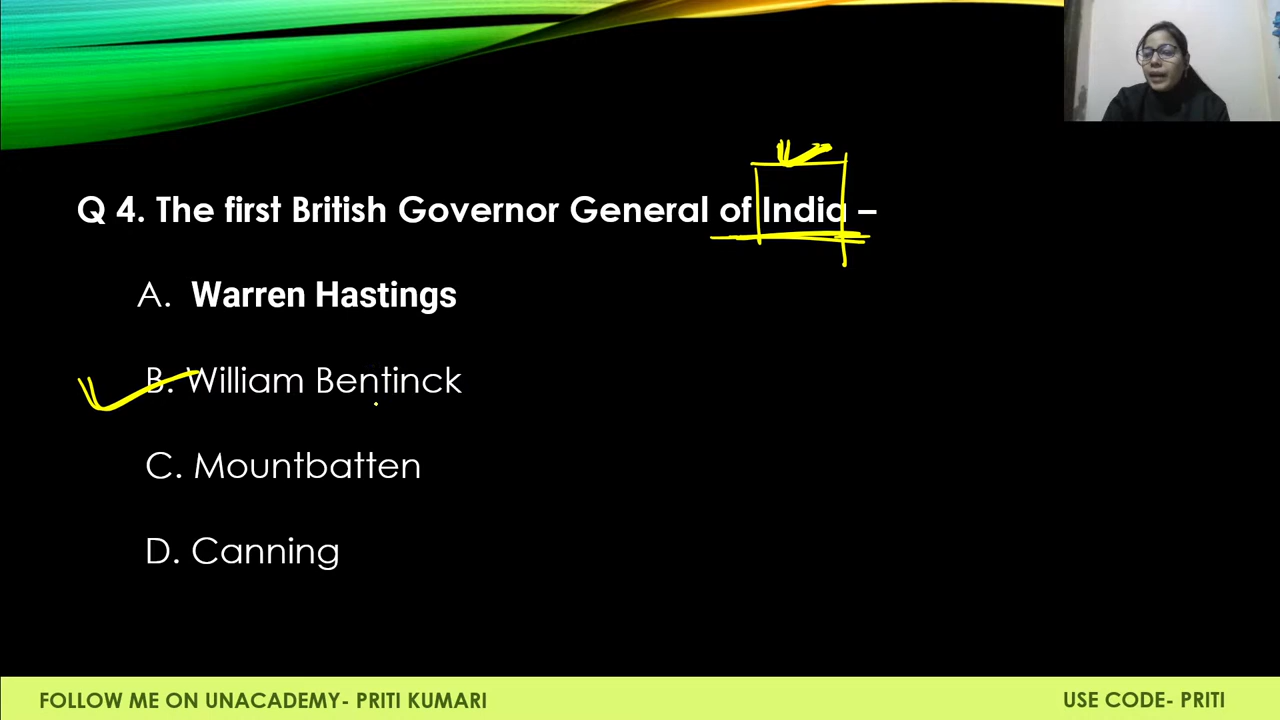 Q 4. The first British Governor General of India –
A. Warren Hastings
B. William Bentinck
C. Mountbatten
D. Canning
FOLLOW ME ON UNACADEMY- PRITI KUMARI
USE CODE- PRITI